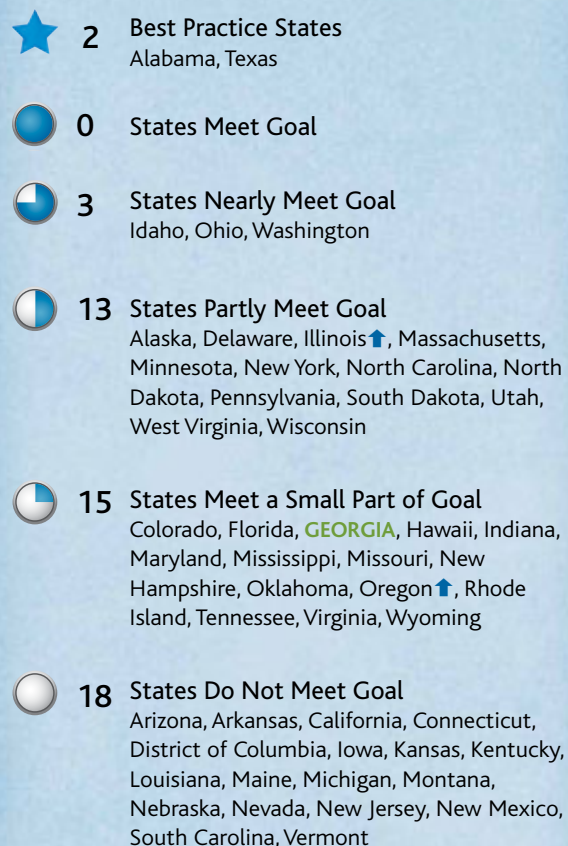 2 Best Practice States
Alabama, Texas
0 States Meet Goal
3 States Nearly Meet Goal
Idaho, Ohio, Washington
13 States Partly Meet Goal
Alaska, Delaware, Illinois⬆, Massachusetts,
Minnesota, New York, North Carolina, North
Dakota, Pennsylvania, South Dakota, Utah,
West Virginia, Wisconsin
15 States Meet a Small Part of Goal
Colorado, Florida, GEORGIA, Hawaii, Indiana,
Maryland, Mississippi, Missouri, New
Hampshire, Oklahoma, Oregon⬆, Rhode
Island, Tennessee, Virginia, Wyoming
18 States Do Not Meet Goal
Arizona, Arkansas, California, Connecticut,
District of Columbia, Iowa, Kansas, Kentucky,
Louisiana, Maine, Michigan, Montana,
Nebraska, Nevada, New Jersey, New Mexico,
South Carolina, Vermont